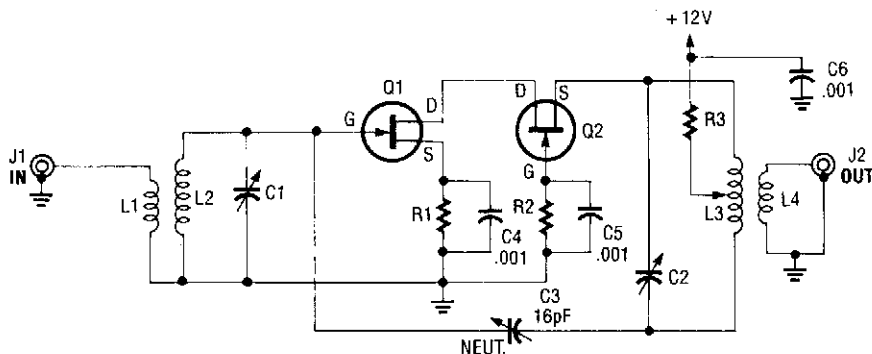 +12V
C6
.001
Q1
D
D
S
G
Q2
R3
S
G
J1
IN
L1
L2
C1
R1
C4
.001
R2
C5
.001
C2
L3
L4
J2
OUT
C3
16pF
NEUT.